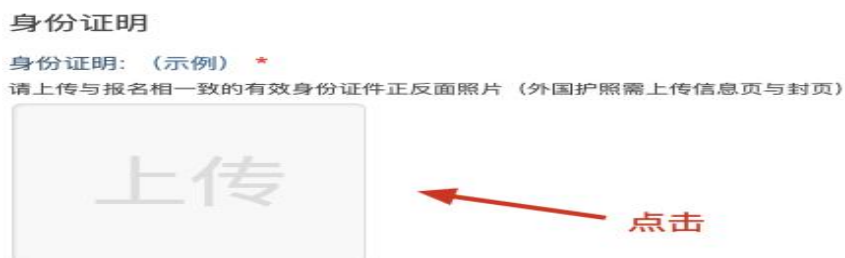 身份证明
身份证明：（示例） *
请上传与报名相一致的有效身份证件正反面照片（外国护照需上传信息页与封页）
上传
点击